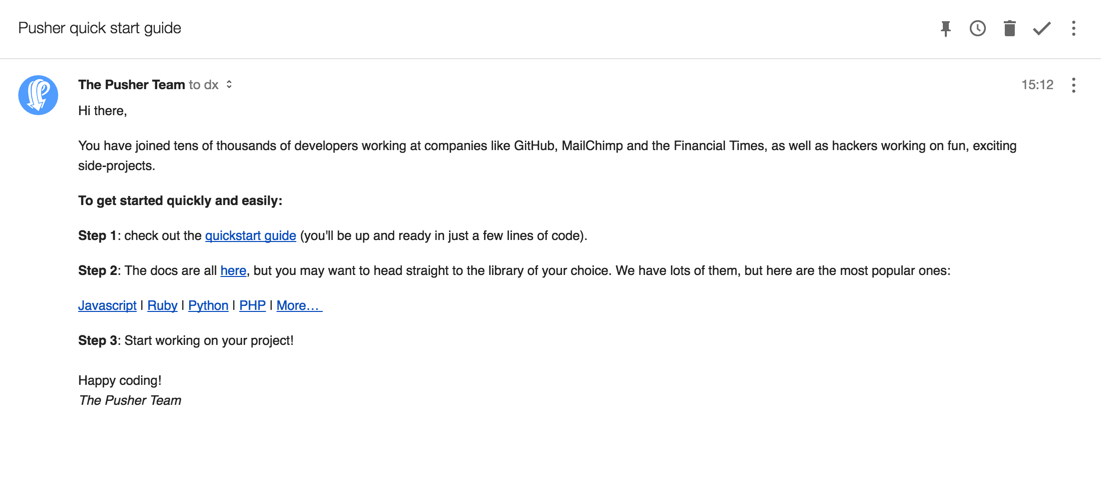 Pusher quick start guide
The Pusher Team to dx
15:12
Hi there,
You have joined tens of thousands of developers working at companies like GitHub, MailChimp and the Financial Times, as well as hackers working on fun, exciting
side-projects.
To get started quickly and easily:
Step 1: check out the quickstart guide (you'll be up and ready in just a few lines of code).
Step 2: The docs are all here, but you may want to head straight to the library of your choice. We have lots of them, but here are the most popular ones:
Javascript | Ruby | Python | PHP | More…
Step 3: Start working on your project!
Happy coding!
The Pusher Team